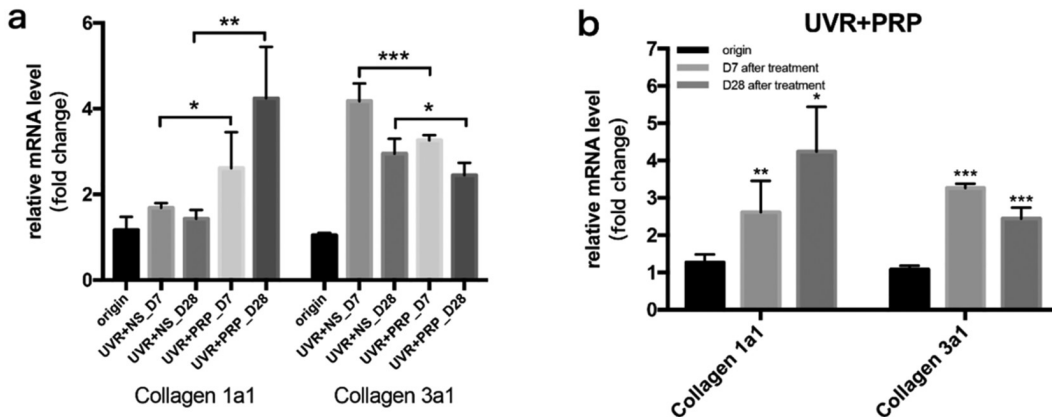 a
relative mRNA level
(fold change)
6
4
2
0
*
**
***
*
origin
UVR+NS_D7
UVR+NS_D28
UVR+PRP_D7
UVR+PRP_D28
origin
UVR+NS_D7
UVR+NS_D28
UVR+PRP_D7
UVR+PRP_D28
Collagen 1a1
Collagen 3a1
b
UVR+PRP
relative mRNA level
(fold change)
7
6
5
4
3
2
1
0
origin
D7 after treatment
D28 after treatment
**
*
***
***
Collagen 1a1
Collagen 3a1